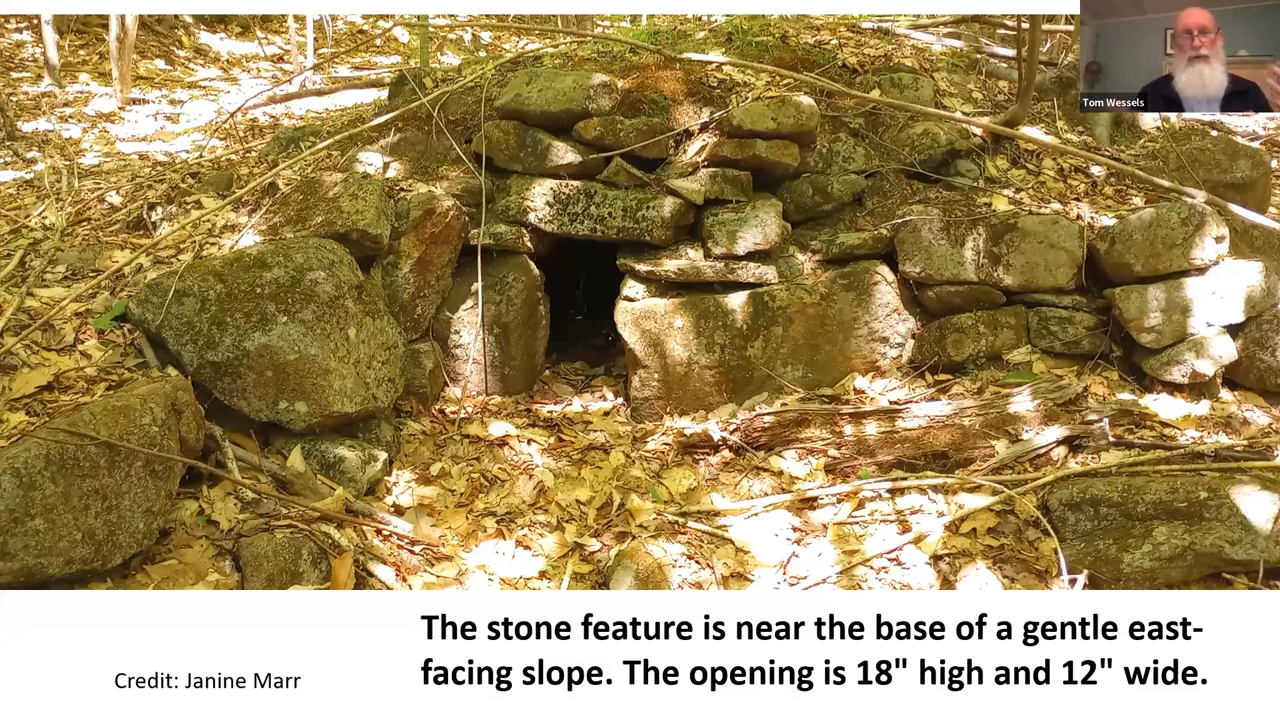 Tom Wessels
The stone feature is near the base of a gentle east-
facing slope. The opening is 18" high and 12" wide.
Credit: Janine Marr